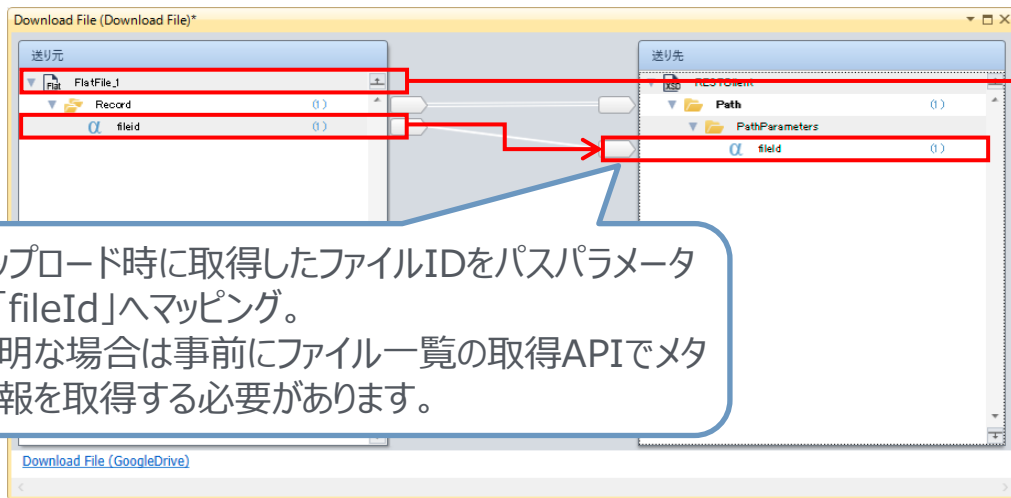 Download File (Download File)*
送り元
送り先
FlatFile_1
RESTClient
Record (1)
Path (1)
fileid (1)
PathParameters
fileId (1)
ップロード時に取得したファイルIDをパスパラメータ
「fileId」へマッピング。
明な場合は事前にファイル一覧の取得APIでメタ
報を取得する必要があります。
Download File (GoogleDrive)